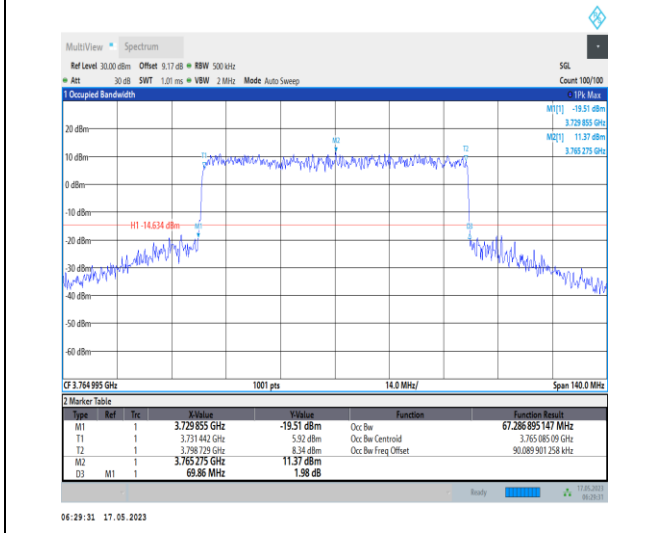 MultiView Spectrum
Ref Level 30.00 dBm Offset 9.17 dB RBW 500 kHz SGL
Att 30 dB SWT 1.01 ms VBW 2 MHz Mode Auto Sweep Count 100/100
1 Occupied Bandwidth 1Pk Max
M1[1] -19.51 dBm
3.729 855 GHz
M2[1] 11.37 dBm
3.765 275 GHz
20 dBm
M2
T1 T2
10 dBm
0 dBm
-10 dBm
H1 -14.634 dBm M1 D3
-20 dBm
-30 dBm
-40 dBm
-50 dBm
-60 dBm
CF 3.764 995 GHz 1001 pts 14.0 MHz/ Span 140.0 MHz
2 Marker Table
Type Ref Trc X-Value Y-Value Function Function Result
M1 1 3.729 855 GHz -19.51 dBm Occ Bw 67.286 895 147 MHz
T1 1 3.731 442 GHz 5.92 dBm Occ Bw Centroid 3.765 085 09 GHz
T2 1 3.798 729 GHz 8.34 dBm Occ Bw Freq Offset 90.089 901 258 kHz
M2 1 3.765 275 GHz 11.37 dBm
D3 M1 1 69.86 MHz 1.98 dB
Ready 17.05.2023
06:29:31
06:29:31 17.05.2023